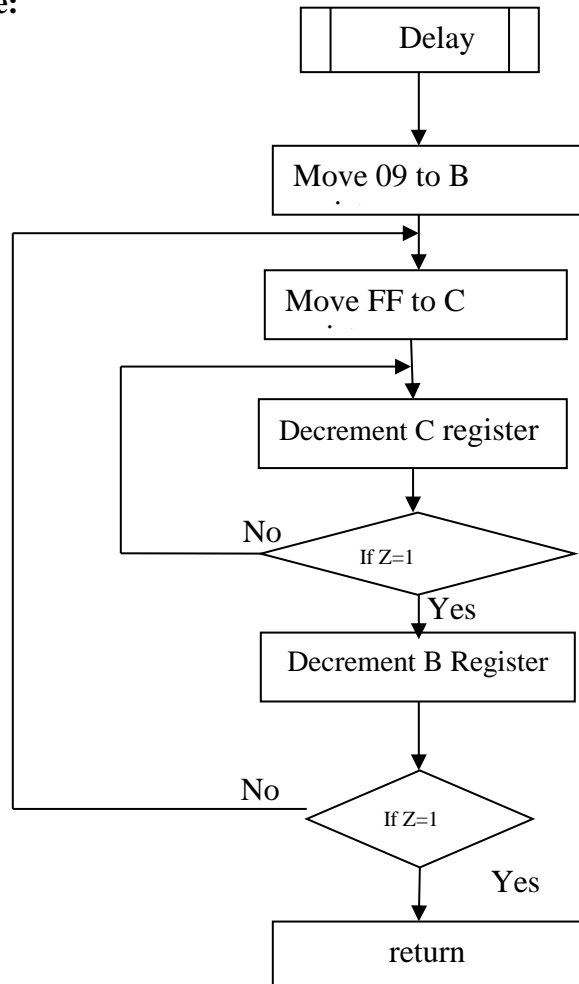 e:
Delay
Move 09 to B
Move FF to C
Decrement C register
No
If Z=1
Yes
Decrement B Register
No
If Z=1
Yes
return